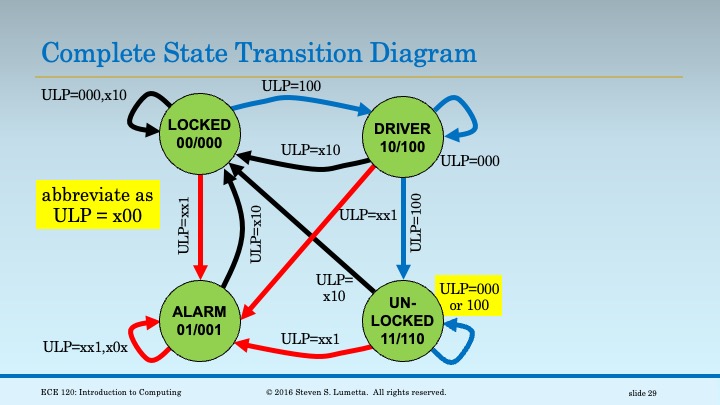 Complete State Transition Diagram
ULP=000,x10
ULP=100
LOCKED
00/000
DRIVER
10/100
ULP=x10
ULP=000
abbreviate as
ULP = x00
ULP=xx1
ULP=x10
ULP=xx1
ULP=100
ULP=
x10
ULP=000
or 100
ALARM
01/001
UN-
LOCKED
11/110
ULP=xx1
ULP=xx1,x0x
ECE 120: Introduction to Computing
© 2016 Steven S. Lumetta. All rights reserved.
slide 29